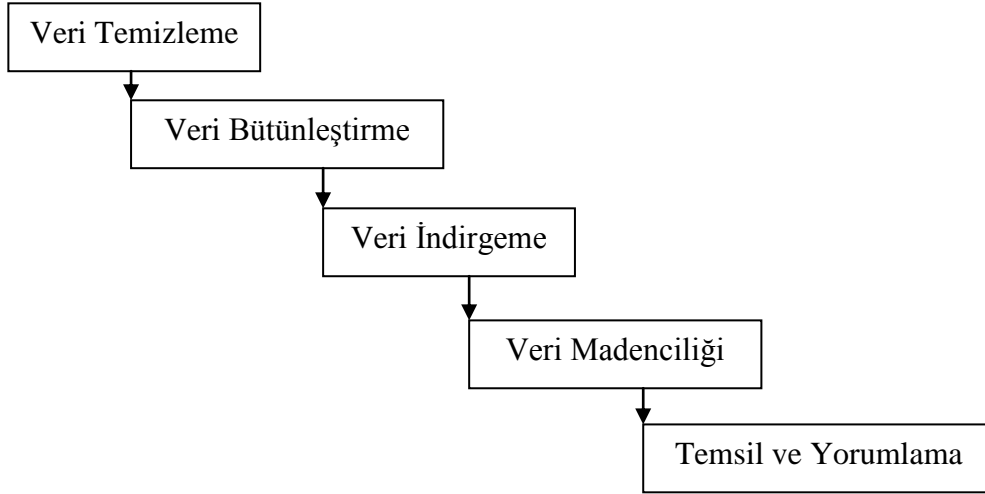 Veri Temizleme
Veri Bütünleştirme
Veri İndirgeme
Veri Madenciliği
Temsil ve Yorumlama